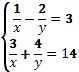 1/x - 2/y = 3
3/x + 4/y = 14